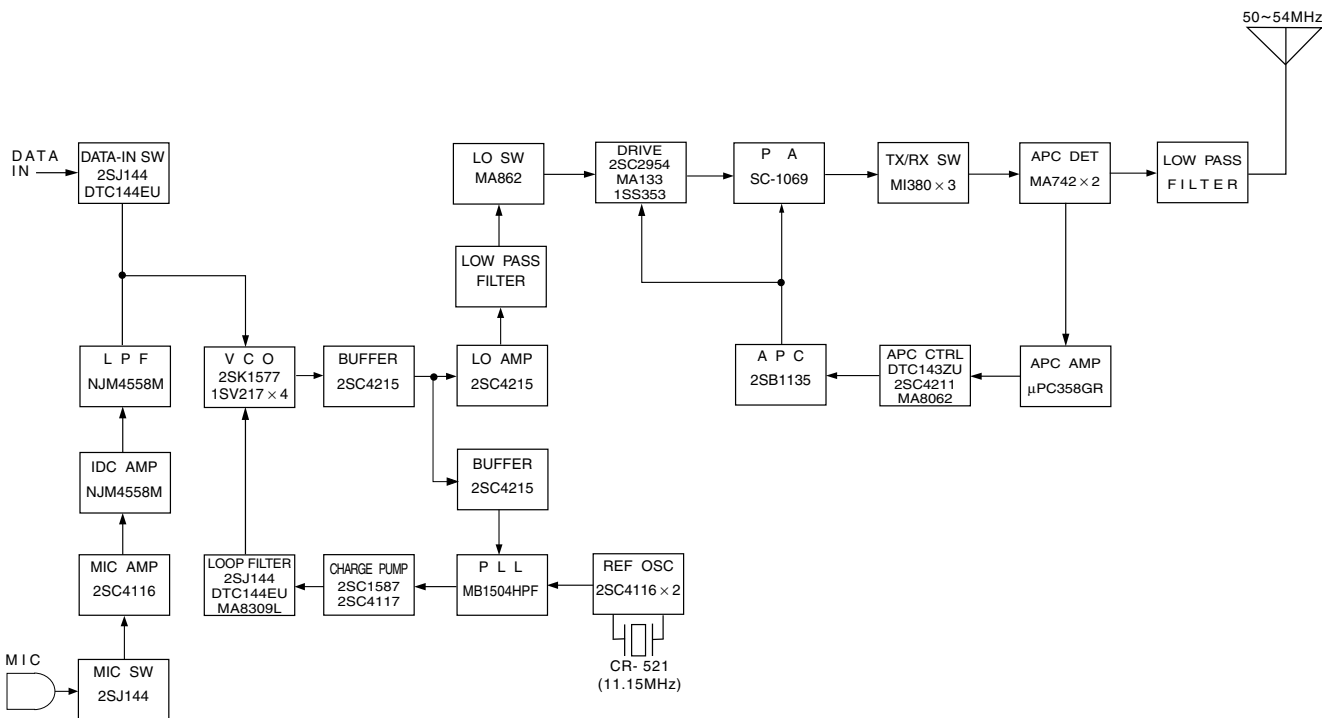 50~54MHz
DATA
IN
DATA-IN SW
2SJ144
DTC144EU
LO SW
MA862
DRIVE
2SC2954
MA133
1SS353
P A
SC-1069
TX/RX SW
MI380×3
APC DET
MA742×2
LOW PASS
FILTER
LOW PASS
FILTER
L P F
NJM4558M
V C O
2SK1577
1SV217×4
BUFFER
2SC4215
LO AMP
2SC4215
A P C
2SB1135
APC CTRL
DTC143ZU
2SC4211
MA8062
APC AMP
µPC358GR
IDC AMP
NJM4558M
BUFFER
2SC4215
MIC AMP
2SC4116
LOOP FILTER
2SJ144
DTC144EU
MA8309L
CHARGE PUMP
2SC1587
2SC4117
P L L
MB1504HPF
REF OSC
2SC4116×2
CR- 521
(11.15MHz)
MIC
MIC SW
2SJ144